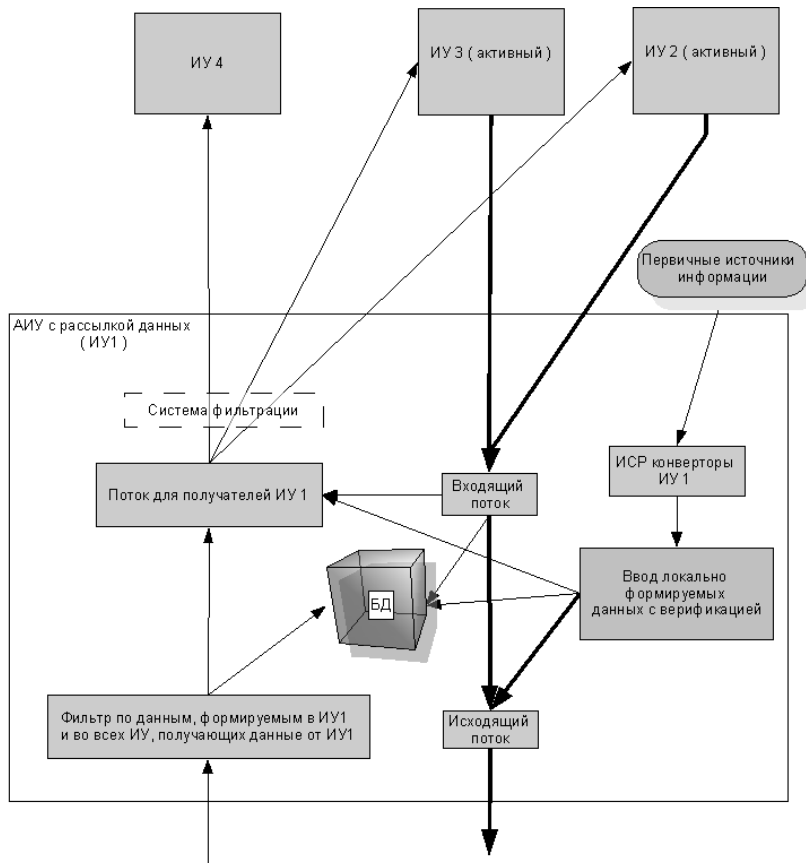 ИУ 4
ИУ 3 ( активный )
ИУ 2 ( активный )
Первичные источники
информации
АИУ с рассылкой данных
( ИУ1 )
Система фильтрации
Поток для получателей ИУ 1
Входящий
поток
ИСР конверторы
ИУ 1
БД
Ввод локально
формируемых
данных с верификацией
Фильтр по данным, формируемым в ИУ1
и во всех ИУ, получающих данные от ИУ1
Исходящий
поток